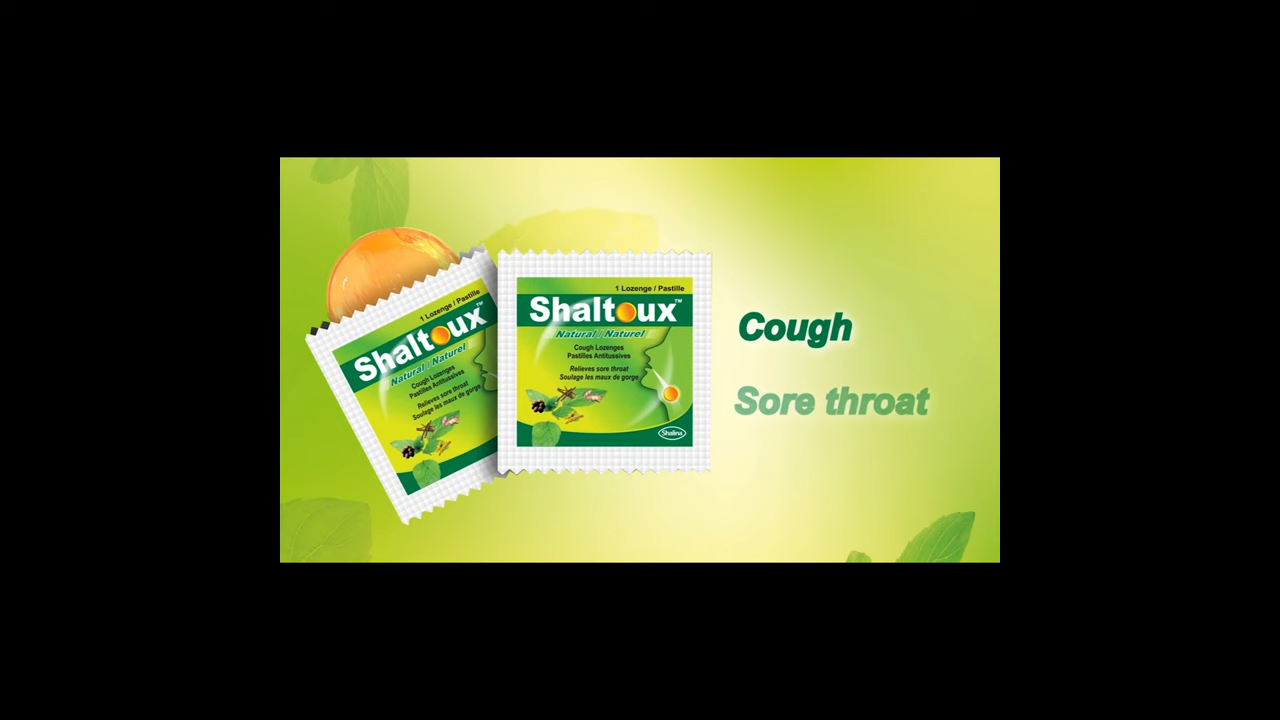 1 Lozenge / Pastille
Shaltoux™
Natural / Naturel
Cough Lozenges
Pastilles Antitussives
Relieves sore throat
Soulage les maux de gorge
1 Lozenge / Pastille
Shaltoux™
Natural / Naturel
Cough Lozenges
Pastilles Antitussives
Relieves sore throat
Soulage les maux de gorge
Shalina
Cough
Sore throat